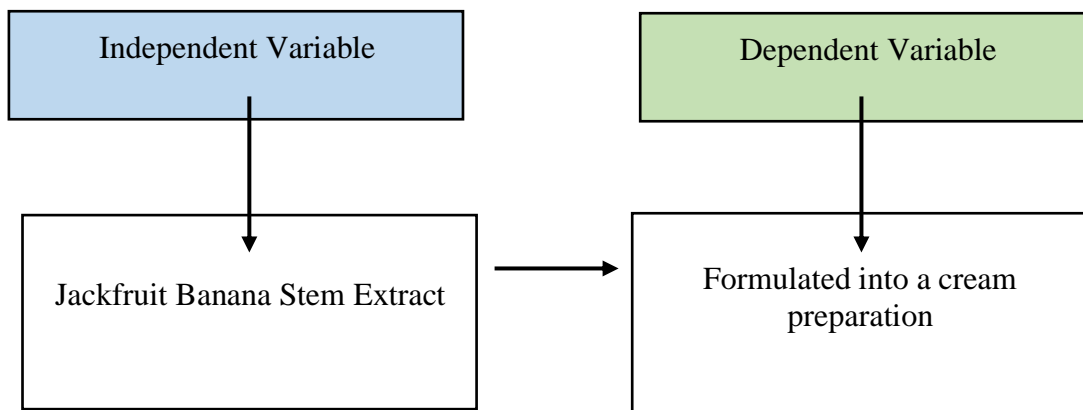 Independent Variable
Dependent Variable
Jackfruit Banana Stem Extract
Formulated into a cream
preparation